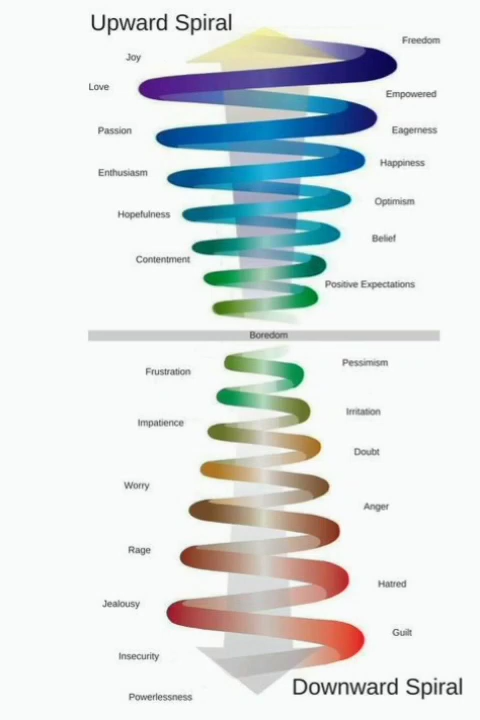 Upward Spiral
Freedom
Joy
Love
Empowered
Passion
Eagerness
Happiness
Enthusiasm
Optimism
Hopefulness
Belief
Contentment
Positive Expectations
Boredom
Pessimism
Frustration
Irritation
Impatience
Doubt
Worry
Anger
Rage
Hatred
Jealousy
Guilt
Insecurity
Downward Spiral
Powerlessness